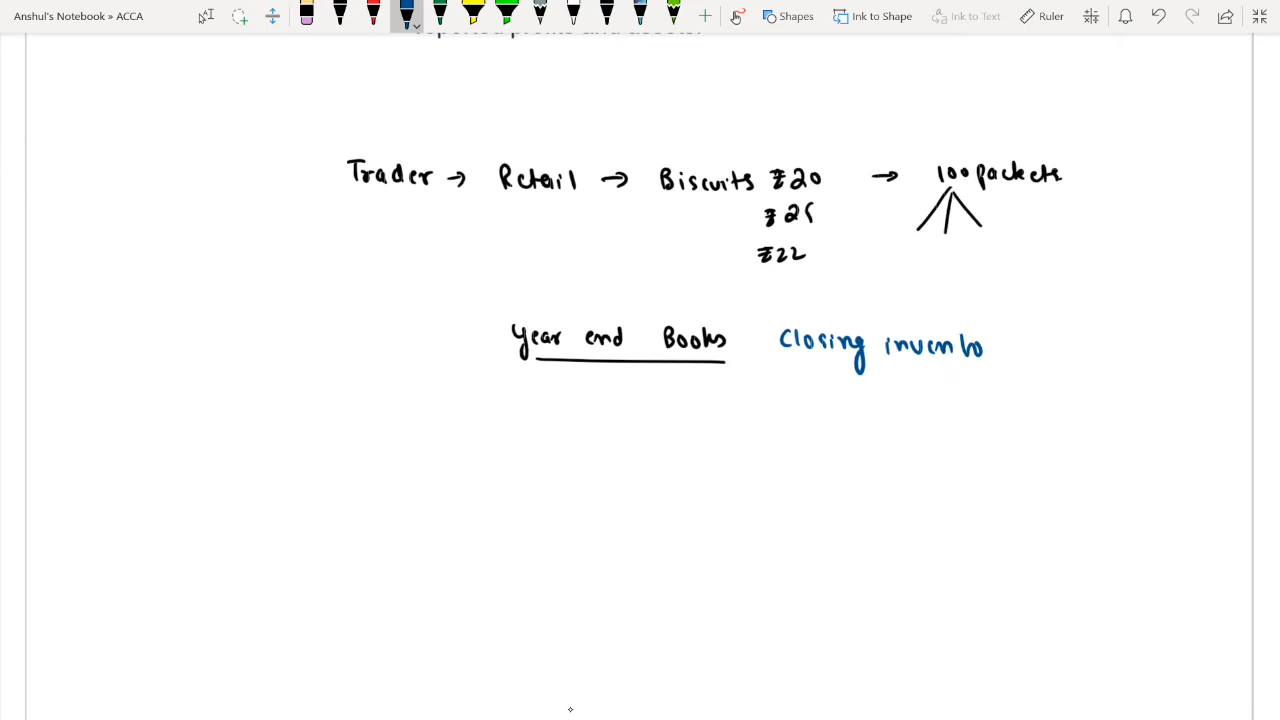 Anshul's Notebook » ACCA
Shapes
Ink to Shape
Ink to Text
Ruler
Trader → Retail → Biscuits ₹20 → 100 packets
₹25
₹22
Year end Books Closing invento